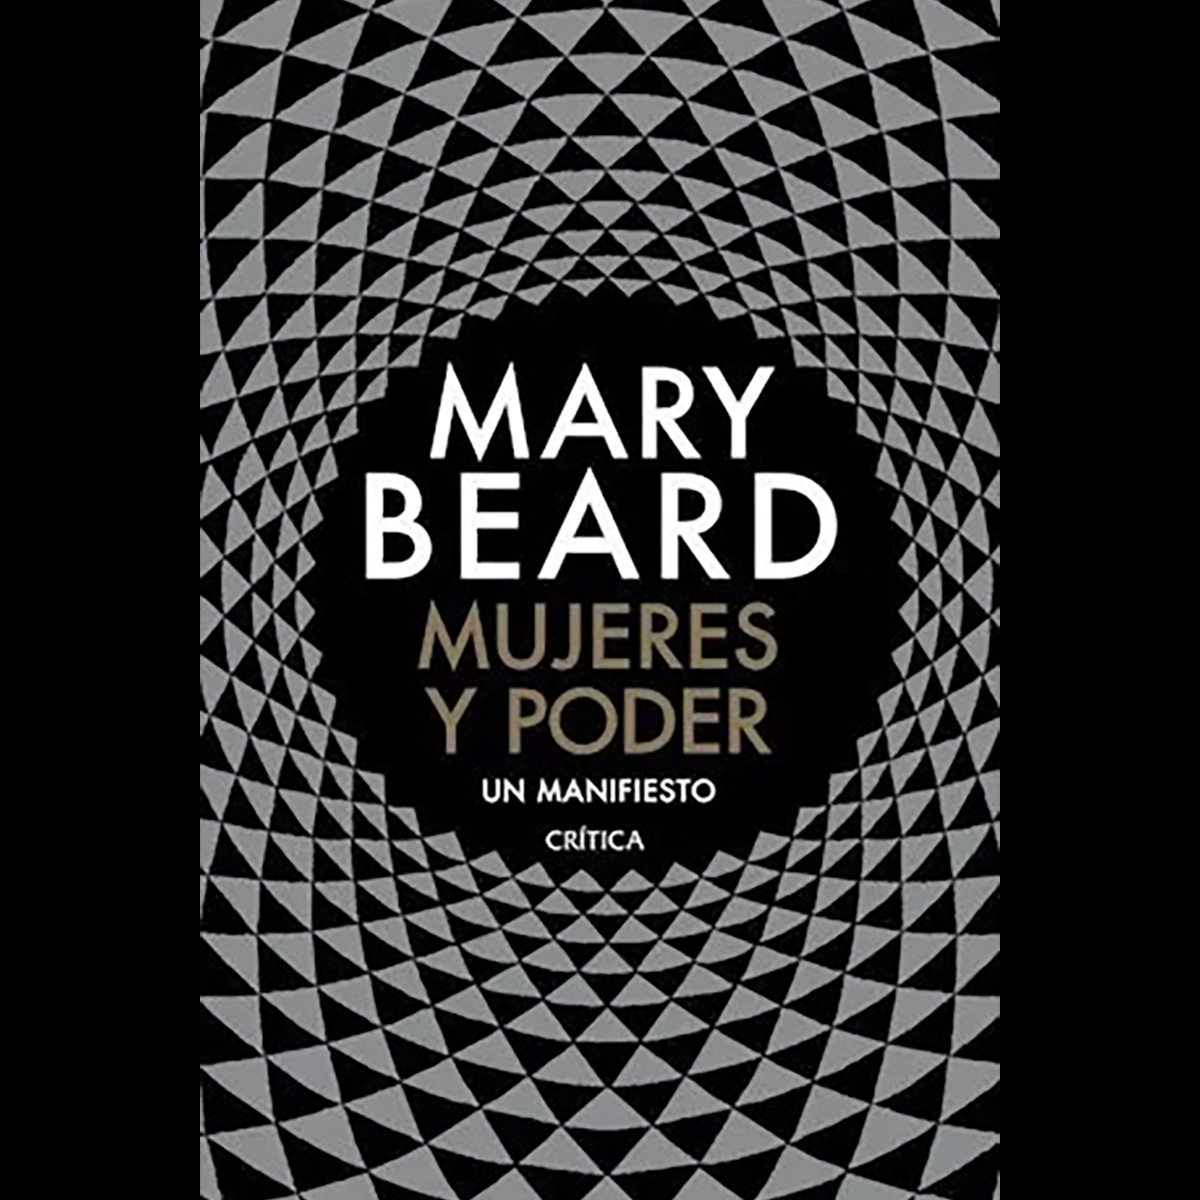 MARY
BEARD
MUJERES
Y PODER
UN MANIFIESTO
CRÍTICA